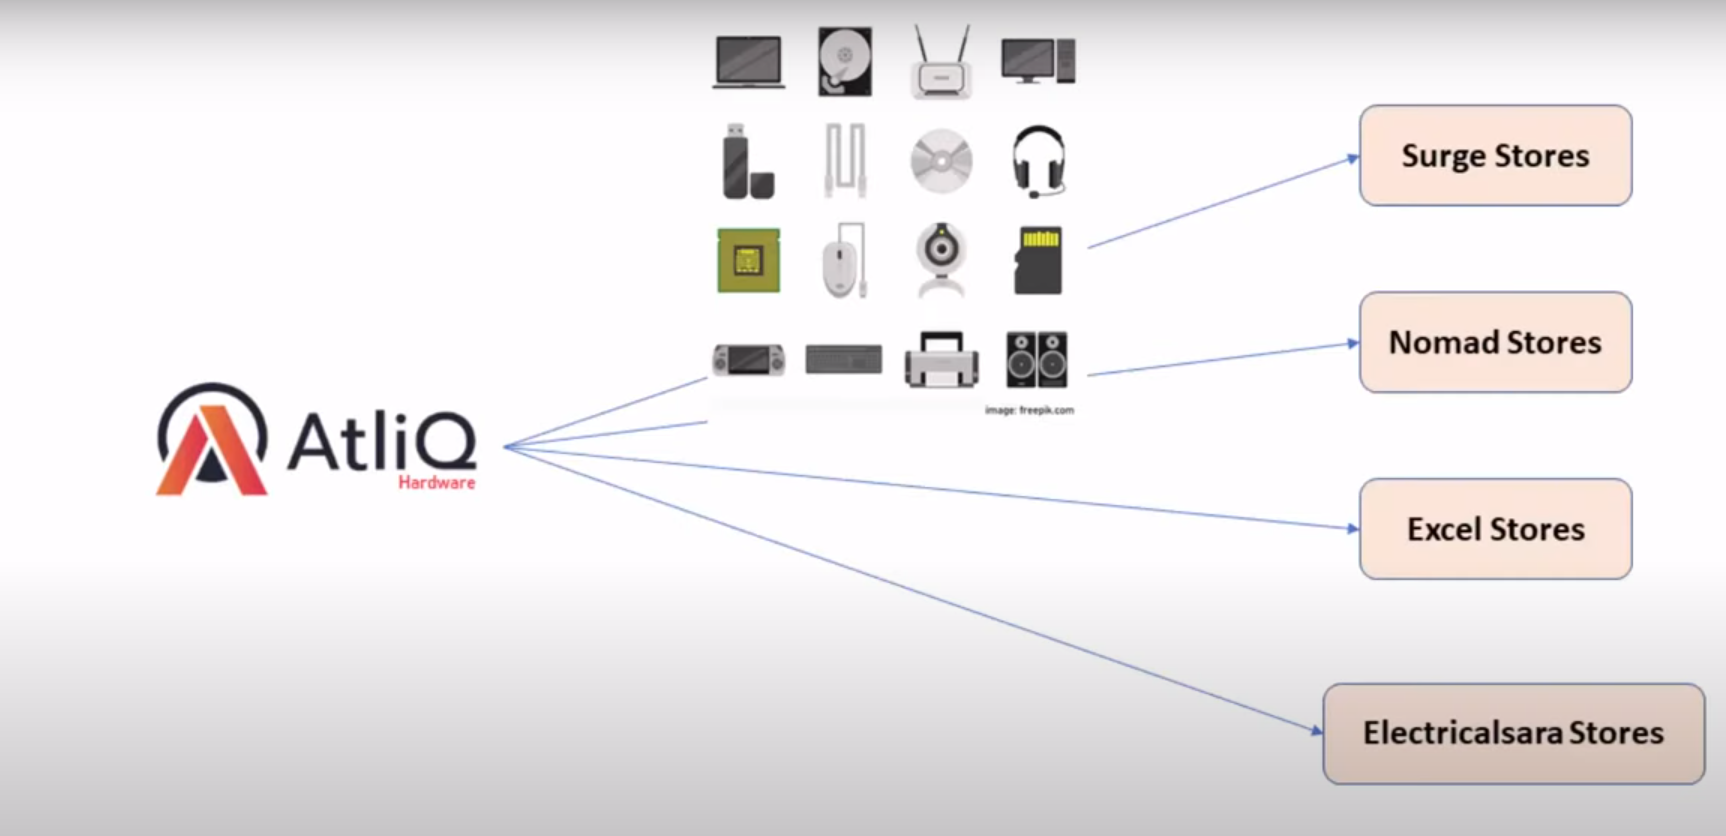 Surge Stores
Nomad Stores
image: freepik.com
AtliQ
Hardware
Excel Stores
Electricalsara Stores